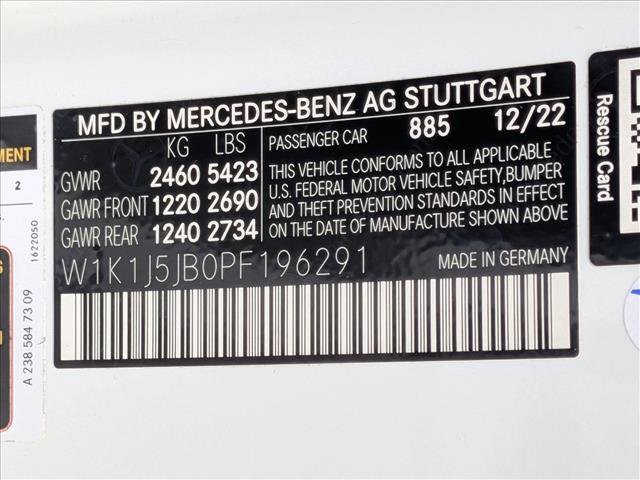 MFD BY MERCEDES-BENZ AG STUTTGART
KG LBS
GVWR 2460 5423
GAWR FRONT 1220 2690
GAWR REAR 1240 2734
PASSENGER CAR 885 12/22
THIS VEHICLE CONFORMS TO ALL APPLICABLE
U.S. FEDERAL MOTOR VEHICLE SAFETY, BUMPER
AND THEFT PREVENTION STANDARDS IN EFFECT
ON THE DATE OF MANUFACTURE SHOWN ABOVE
W1K1J5JB0PF196291
MADE IN GERMANY
Rescue Card
2
1622050
A 238 584 73 09